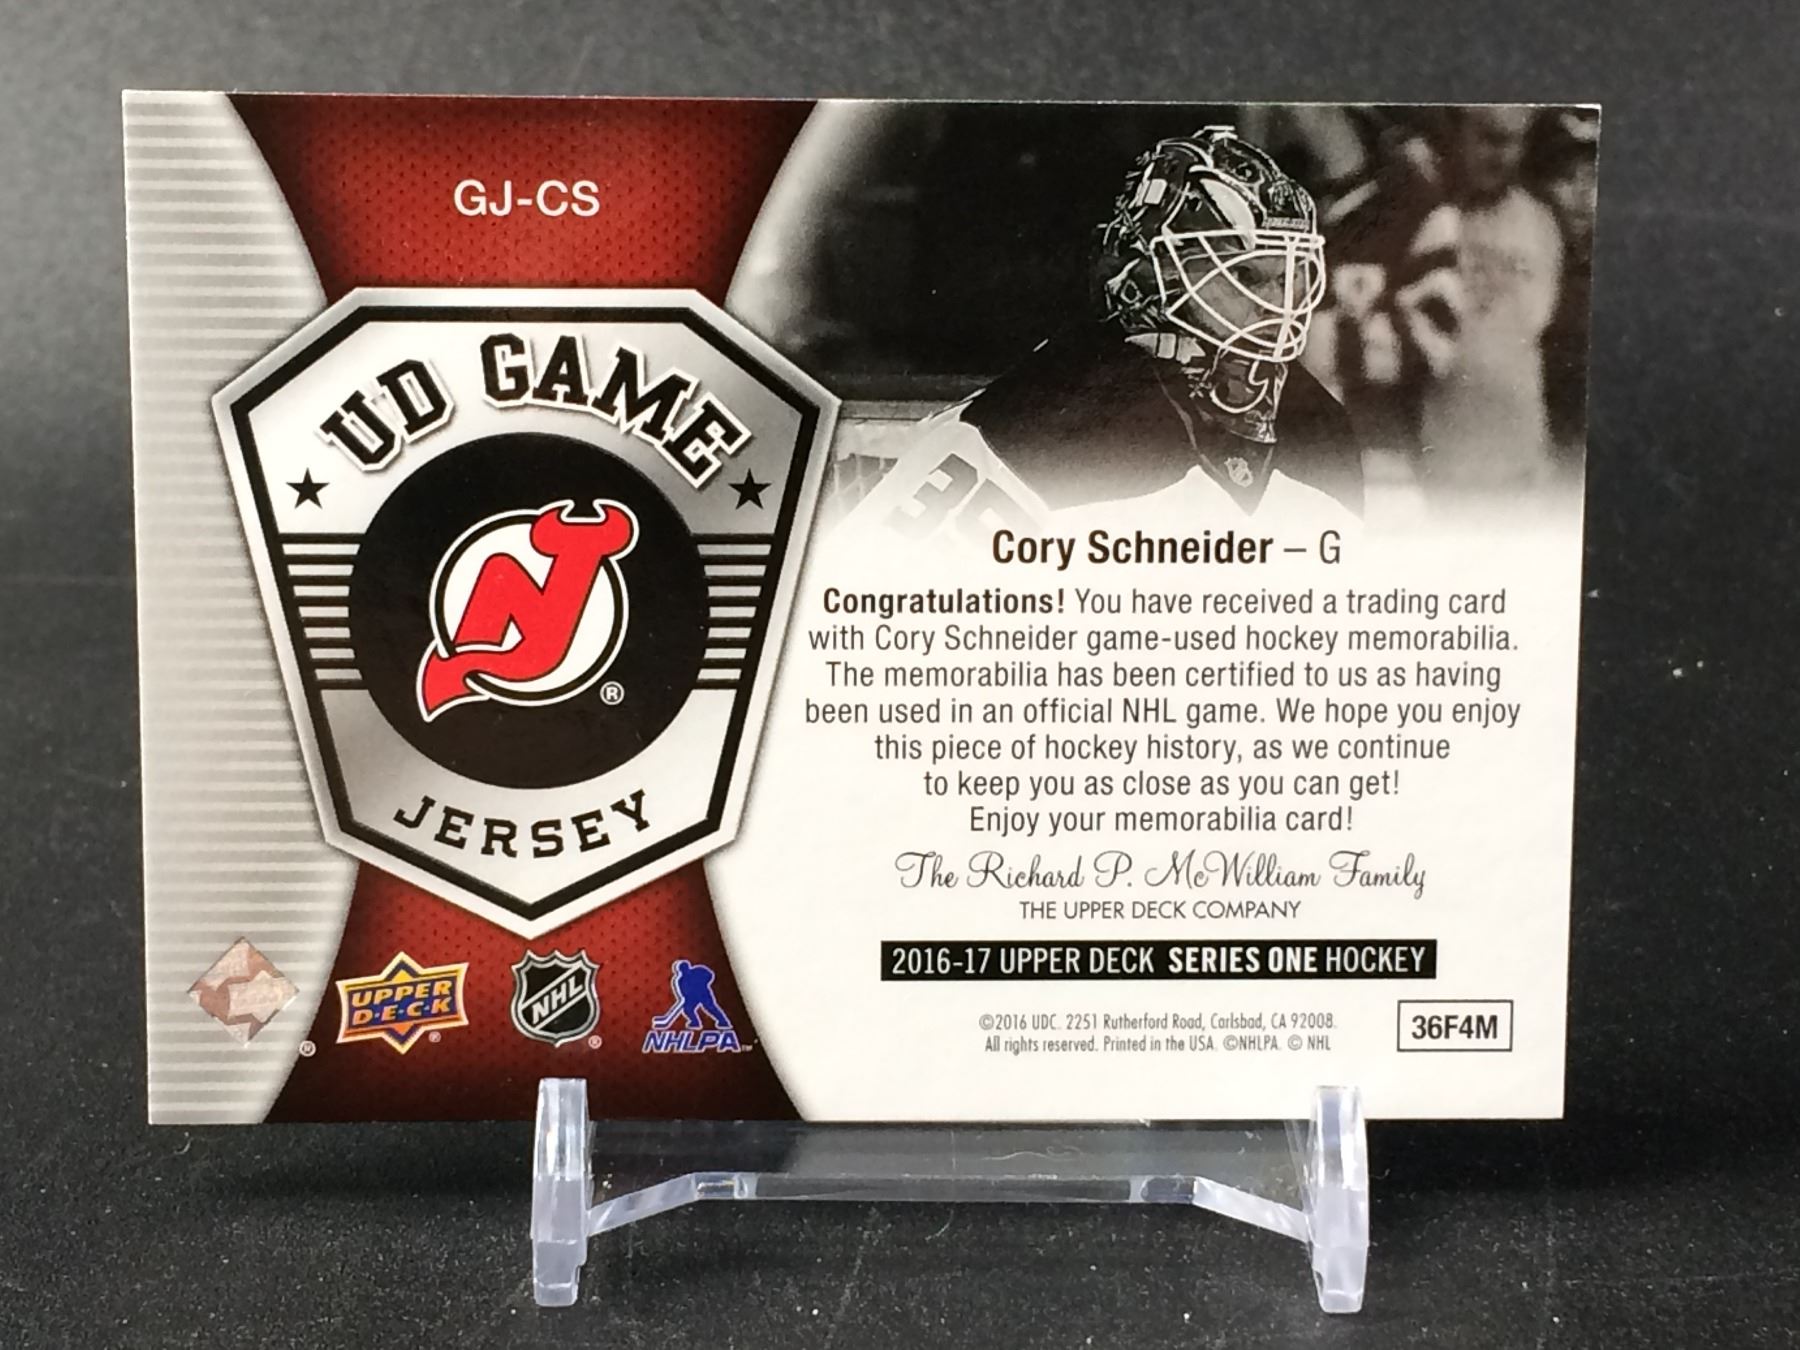 GJ-CS
UD GAME
JERSEY
®
UPPER
D·E·C·K
®
NHL
®
NHLPA™
®
35
Cory Schneider – G
Congratulations! You have received a trading card
with Cory Schneider game-used hockey memorabilia.
The memorabilia has been certified to us as having
been used in an official NHL game. We hope you enjoy
this piece of hockey history, as we continue
to keep you as close as you can get!
Enjoy your memorabilia card!
The Richard P. McWilliam Family
THE UPPER DECK COMPANY
2016-17 UPPER DECK SERIES ONE HOCKEY
©2016 UDC. 2251 Rutherford Road, Carlsbad, CA 92008.
All rights reserved. Printed in the USA. ©NHLPA. © NHL
36F4M